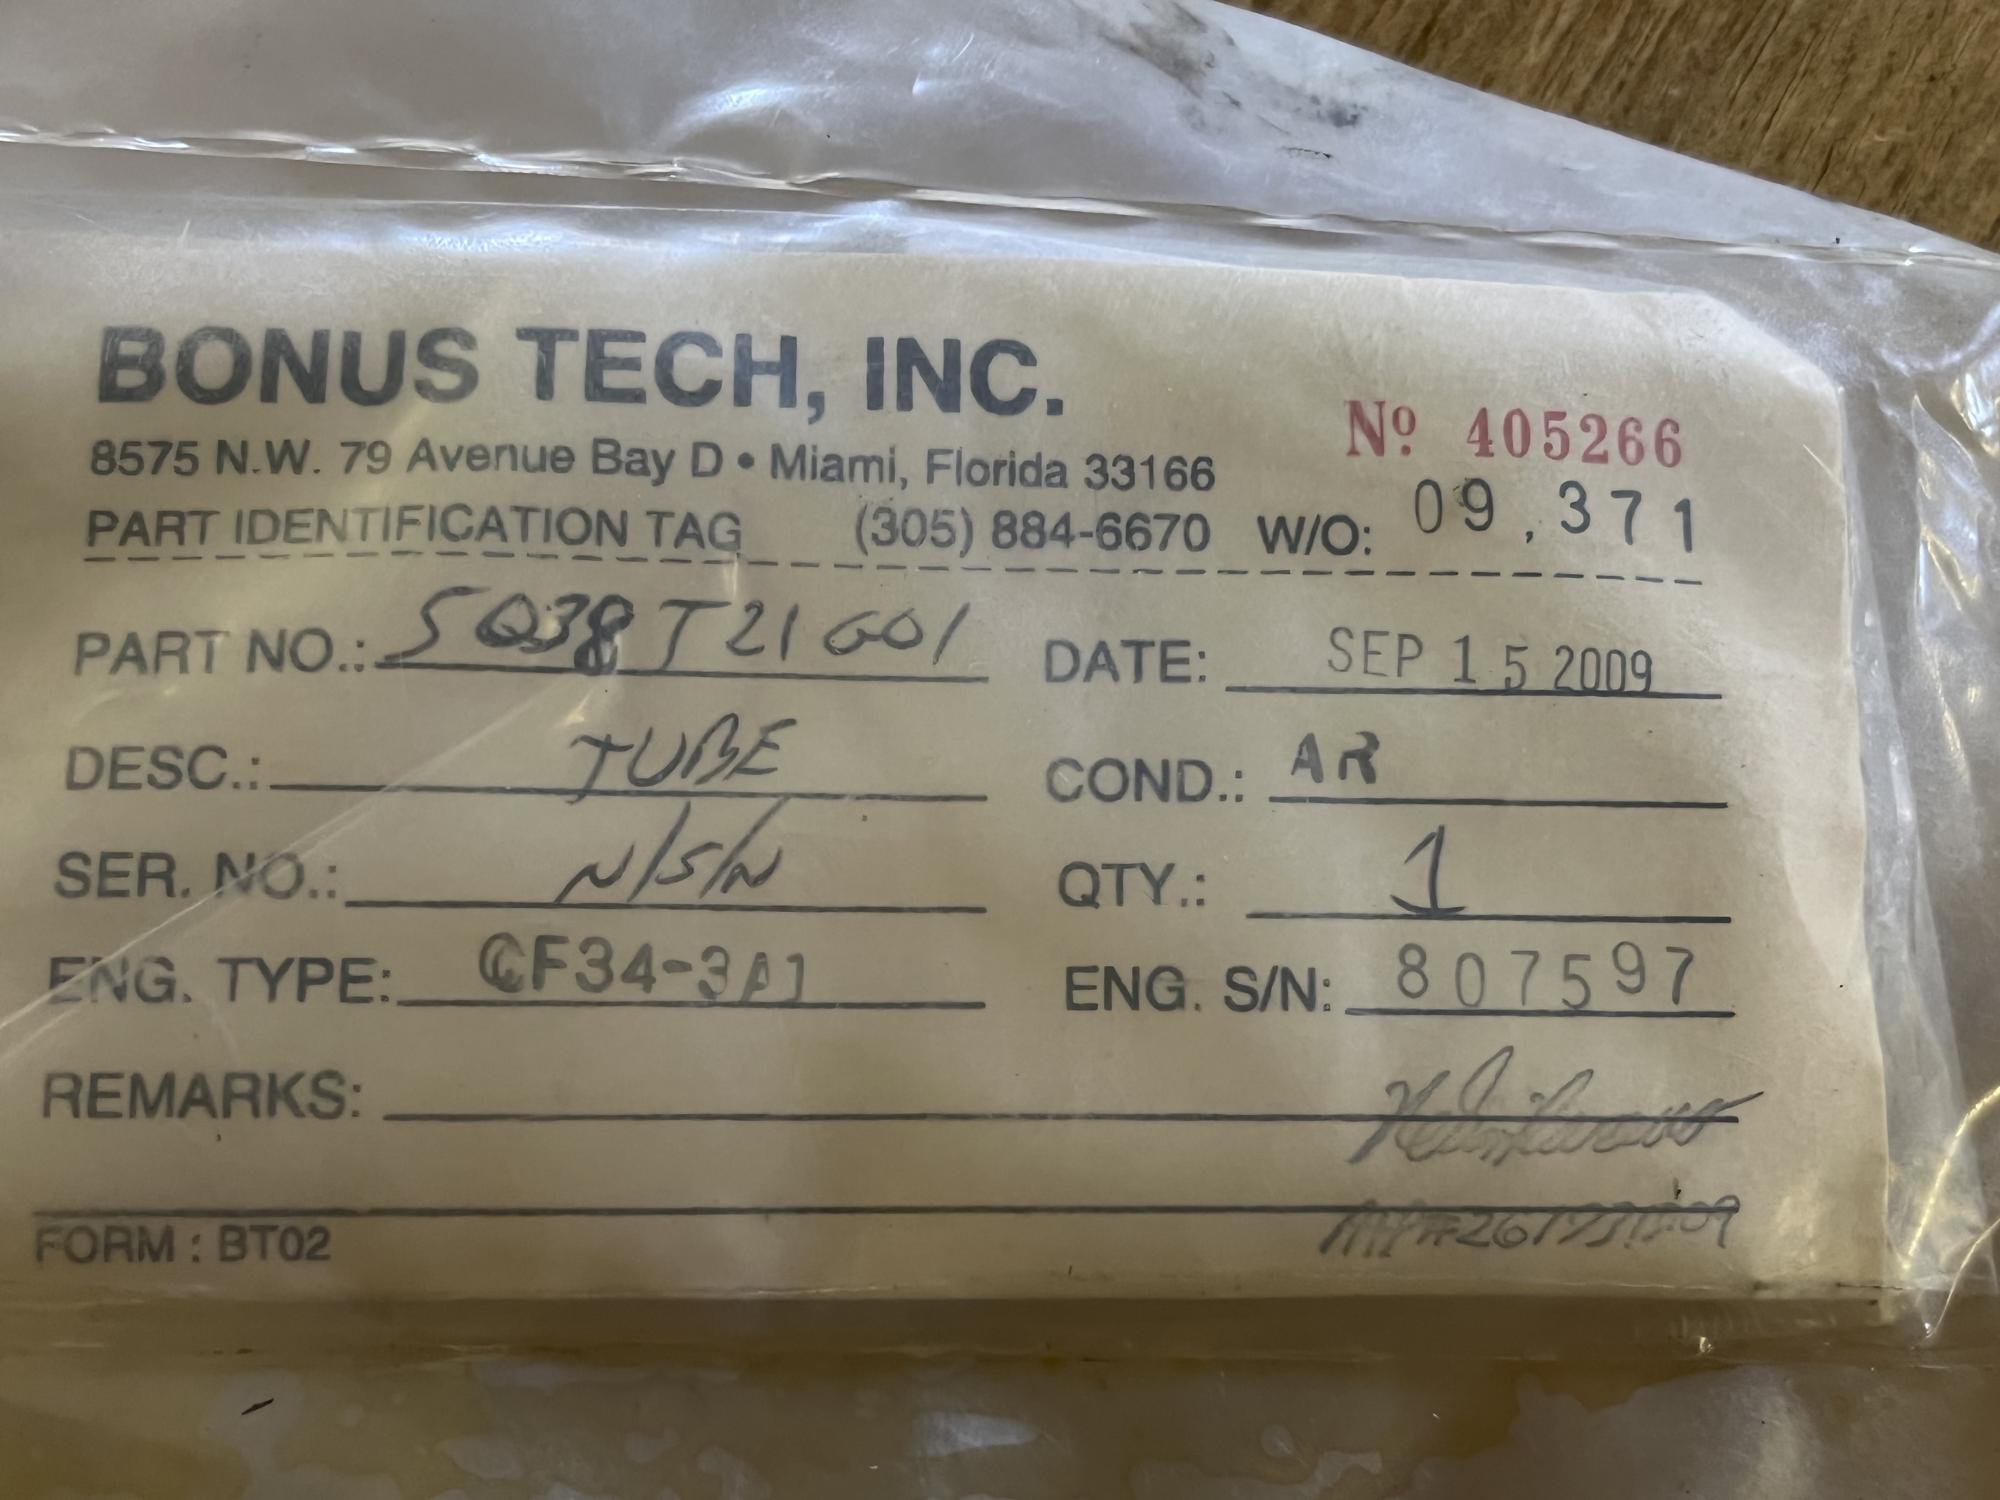 BONUS TECH, INC.
8575 N.W. 79 Avenue Bay D • Miami, Florida 33166
Nº 405266
PART IDENTIFICATION TAG (305) 884-6670 W/O: 09,371
PART NO.: 5038T21G01 DATE: SEP 15 2009
DESC.: TUBE COND.: AR
SER. NO.: N/S/N QTY.: 1
ENG. TYPE: CF34-3A1 ENG. S/N: 807597
REMARKS:
FORM : BT02